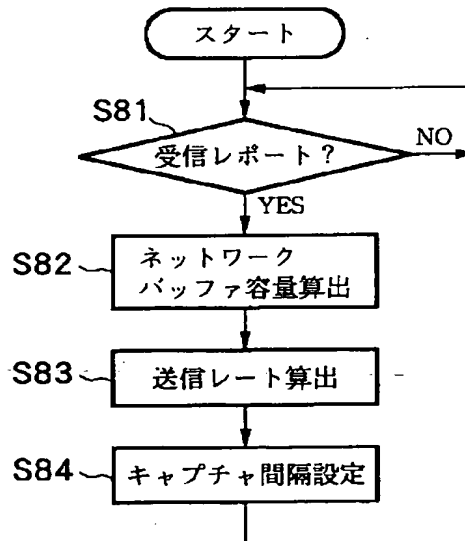 スタート
S81
受信レポート？
NO
YES
S82
ネットワーク
バッファ容量算出
S83
送信レート算出
S84
キャプチャ間隔設定